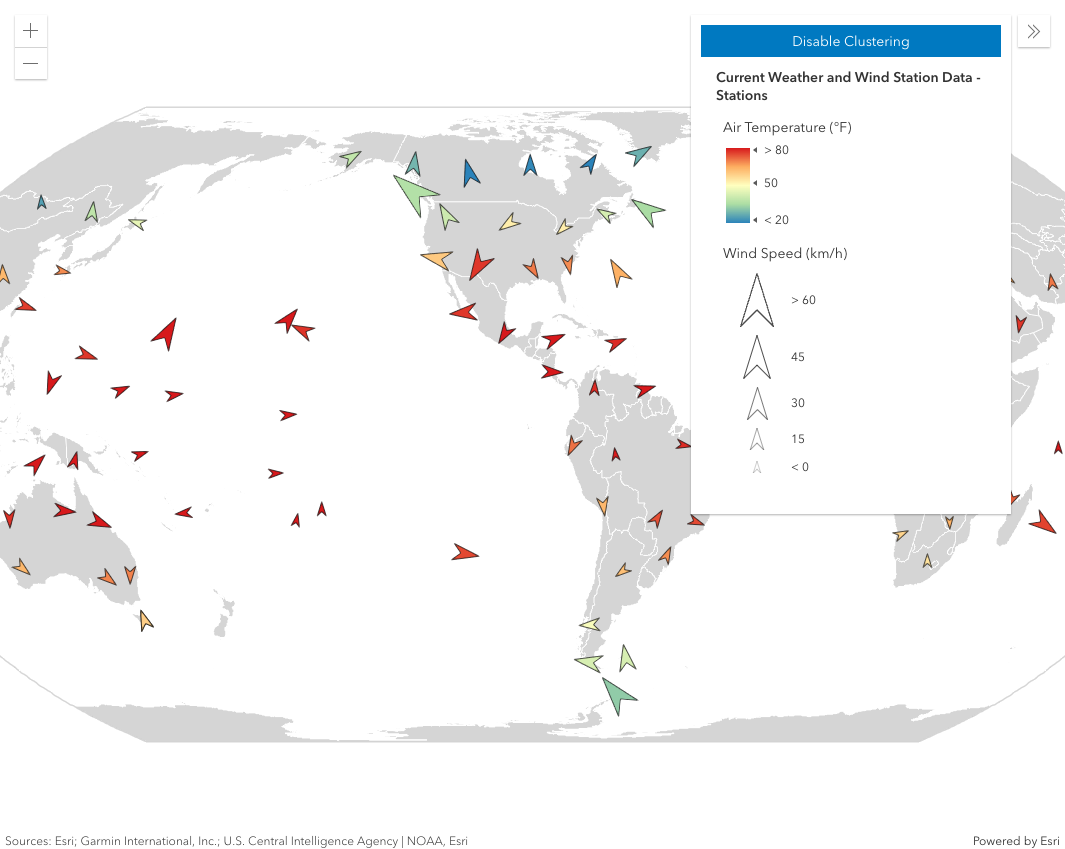 Disable Clustering
Current Weather and Wind Station Data -
Stations
Air Temperature (°F)
> 80
50
< 20
Wind Speed (km/h)
> 60
45
30
15
< 0
Sources: Esri; Garmin International, Inc.; U.S. Central Intelligence Agency | NOAA, Esri
Powered by Esri